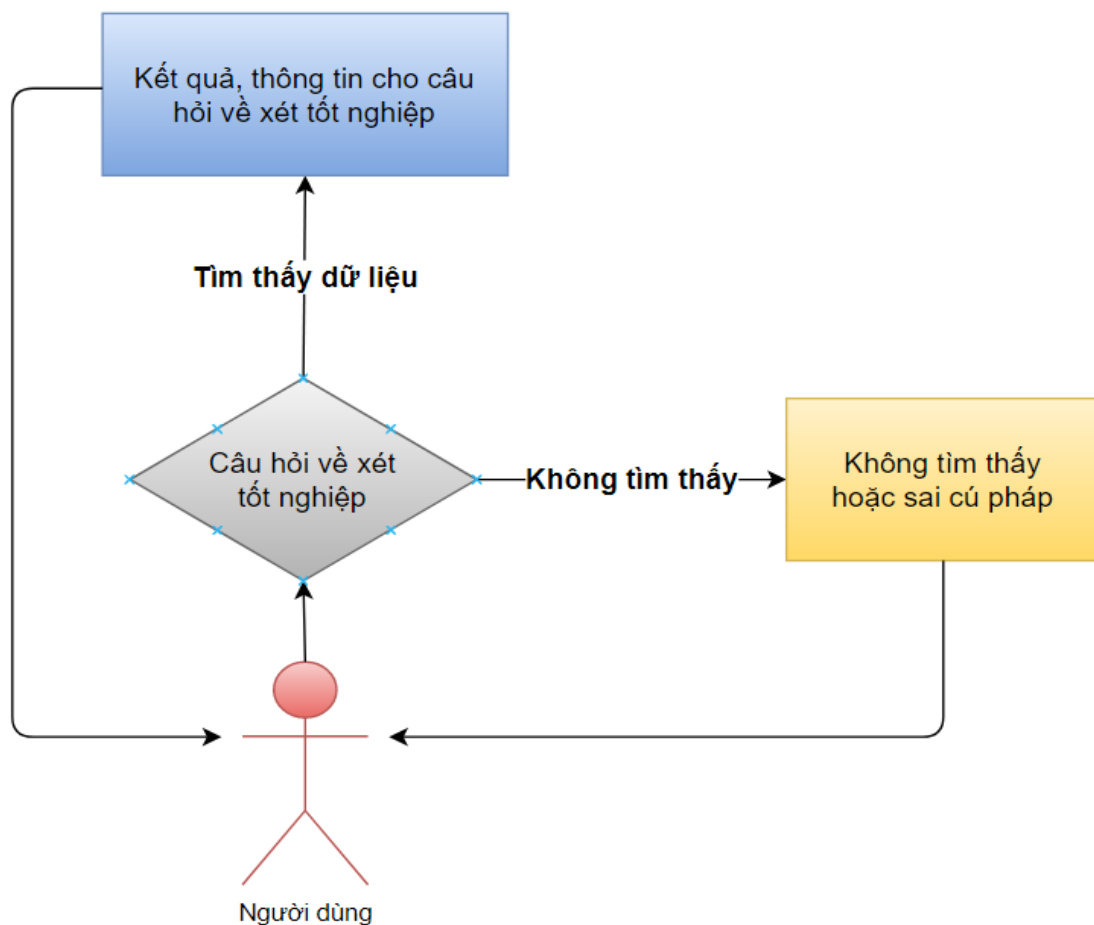 Kết quả, thông tin cho câu
hỏi về xét tốt nghiệp
Tìm thấy dữ liệu
Câu hỏi về xét
tốt nghiệp
Không tìm thấy
Không tìm thấy
hoặc sai cú pháp
Người dùng